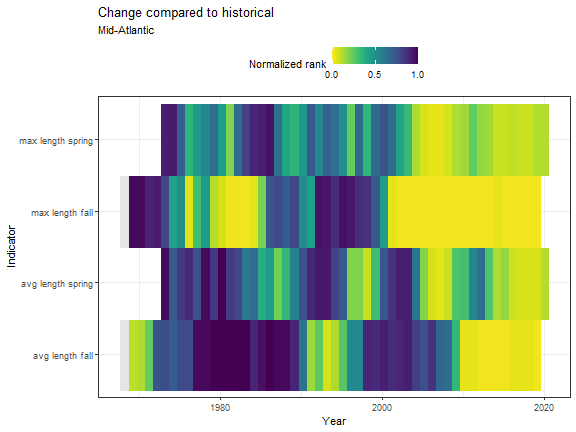 Change compared to historical
Mid-Atlantic
Normalized rank
0.0 0.5 1.0
max length spring
max length fall
avg length spring
avg length fall
Indicator
1980 2000 2020
Year